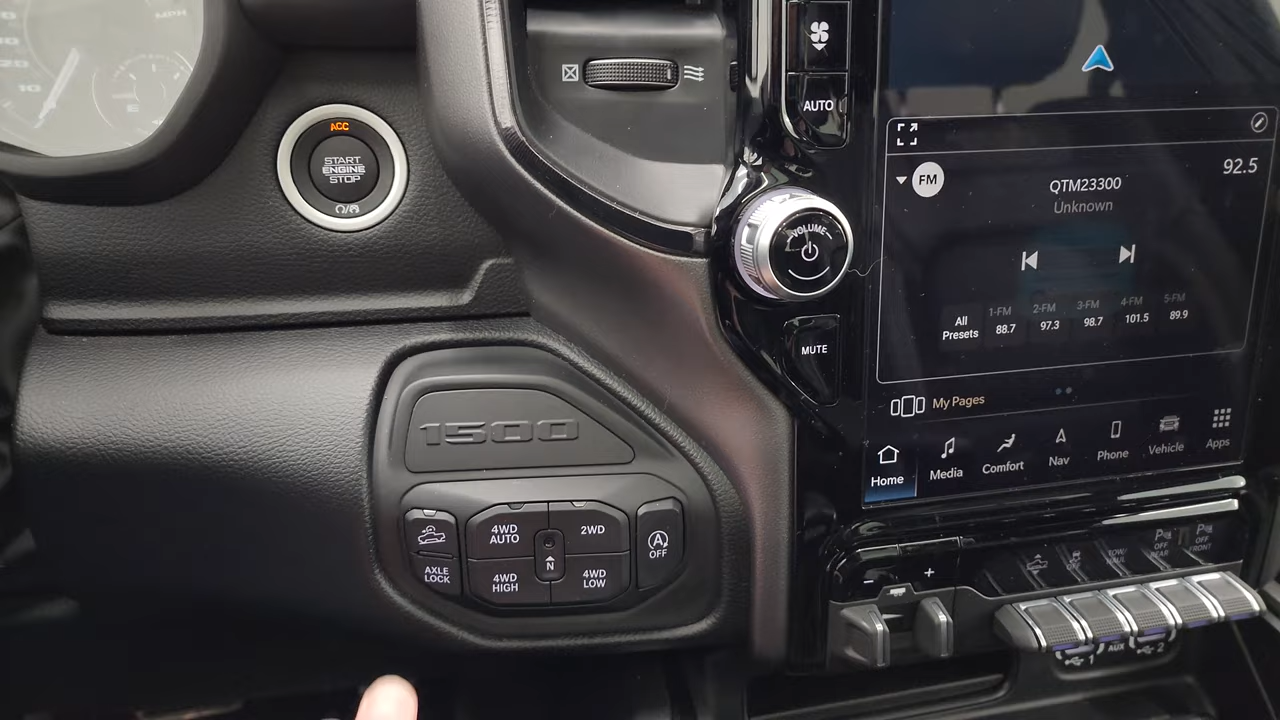 MPH
20
10
E
ACC
START
ENGINE
STOP
AUTO
VOLUME
MUTE
FM
92.5
QTM23300
Unknown
All
Presets
1-FM
88.7
2-FM
97.3
3-FM
98.7
4-FM
101.5
5-FM
89.9
My Pages
Home
Media
Comfort
Nav
Phone
Vehicle
Apps
1500
AXLE
LOCK
4WD
AUTO
2WD
N
4WD
HIGH
4WD
LOW
A
OFF
-
+
OFF
TOW/
HAUL
P
OFF
REAR
P
OFF
FRONT
1
AUX
2